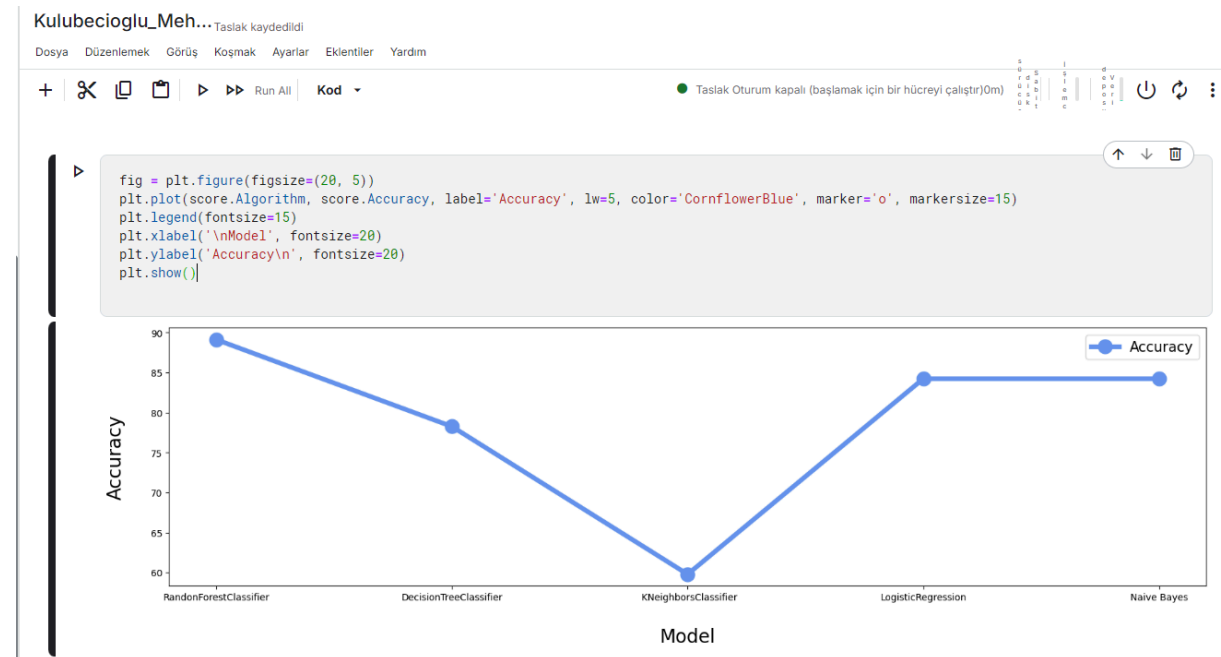 Kulubecioglu_Meh... Taslak kaydedildi
Dosya Düzenlemek Görüş Koşmak Ayarlar Eklentiler Yardım
Run All Kod
Taslak Oturum kapalı (başlamak için bir hücreyi çalıştır)0m)
fig = plt.figure(figsize=(20, 5))
plt.plot(score.Algorithm, score.Accuracy, label='Accuracy', lw=5, color='CornflowerBlue', marker='o', markersize=15)
plt.legend(fontsize=15)
plt.xlabel('\nModel', fontsize=20)
plt.ylabel('Accuracy\n', fontsize=20)
plt.show()
Accuracy
Accuracy
90
85
80
75
70
65
60
RandonForestClassifier DecisionTreeClassifier KNeighborsClassifier LogisticRegression Naive Bayes
Model